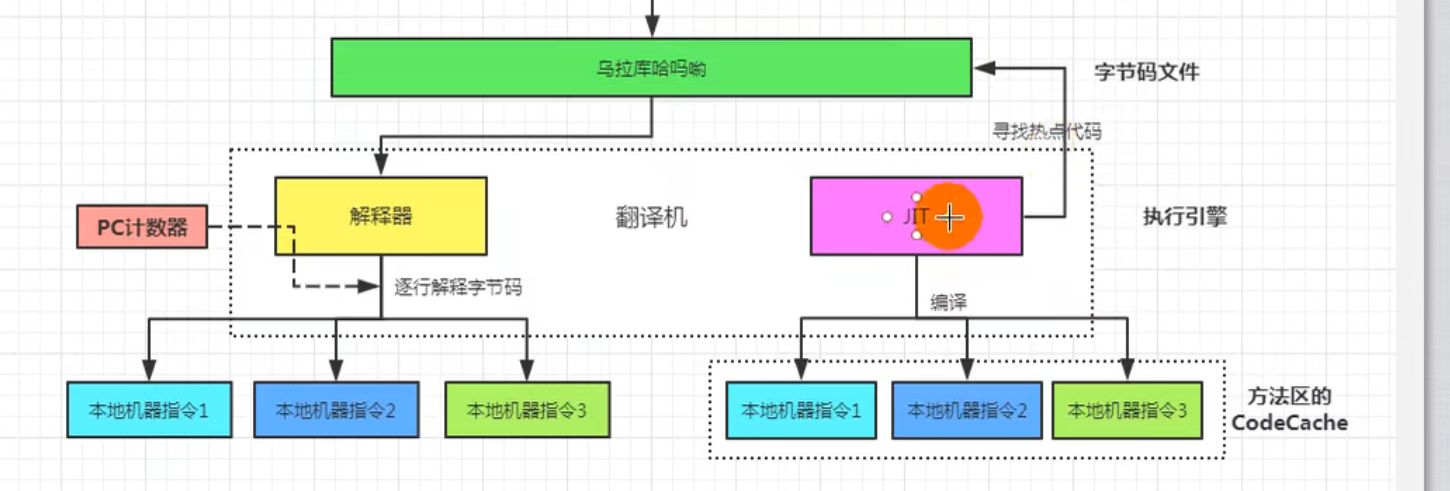 乌拉库哈吗哟
字节码文件
寻找热点代码
PC计数器
解释器
翻译机
JIT
执行引擎
逐行解释字节码
编译
本地机器指令1
本地机器指令2
本地机器指令3
本地机器指令1
本地机器指令2
本地机器指令3
方法区的
CodeCache